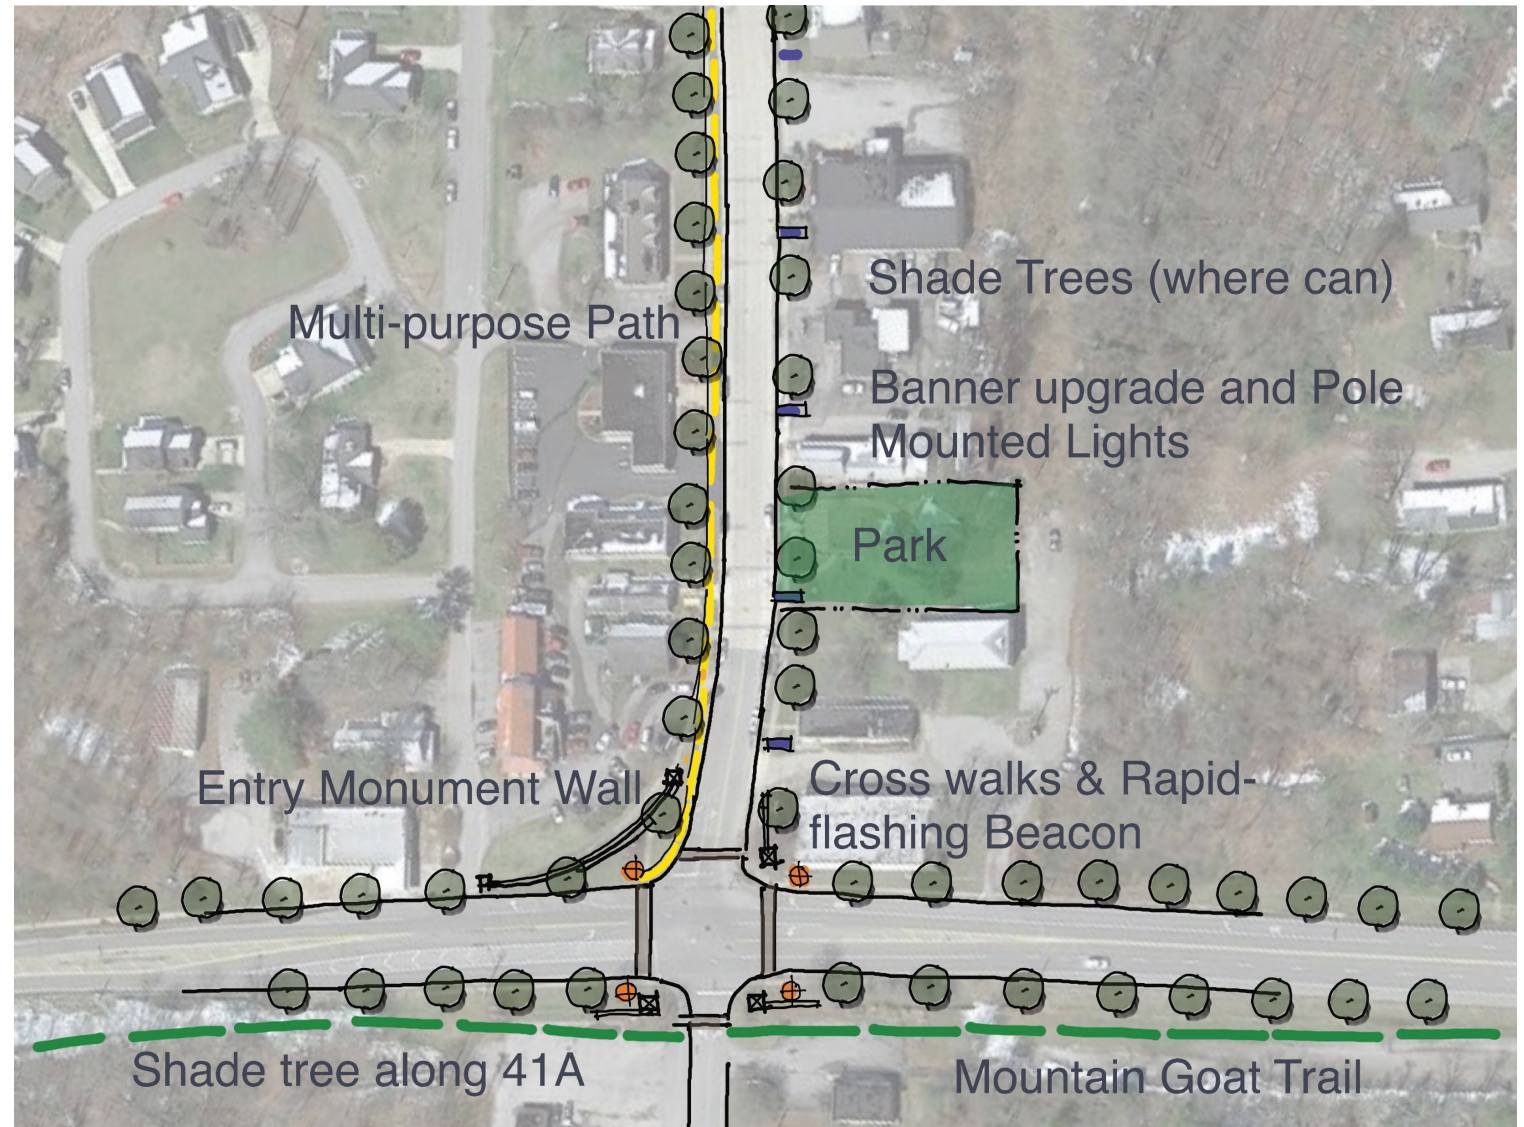 Shade Trees (where can)
Multi-purpose Path
Banner upgrade and Pole
Mounted Lights
Park
Entry Monument Wall
Cross walks & Rapid-
flashing Beacon
Shade tree along 41A
Mountain Goat Trail